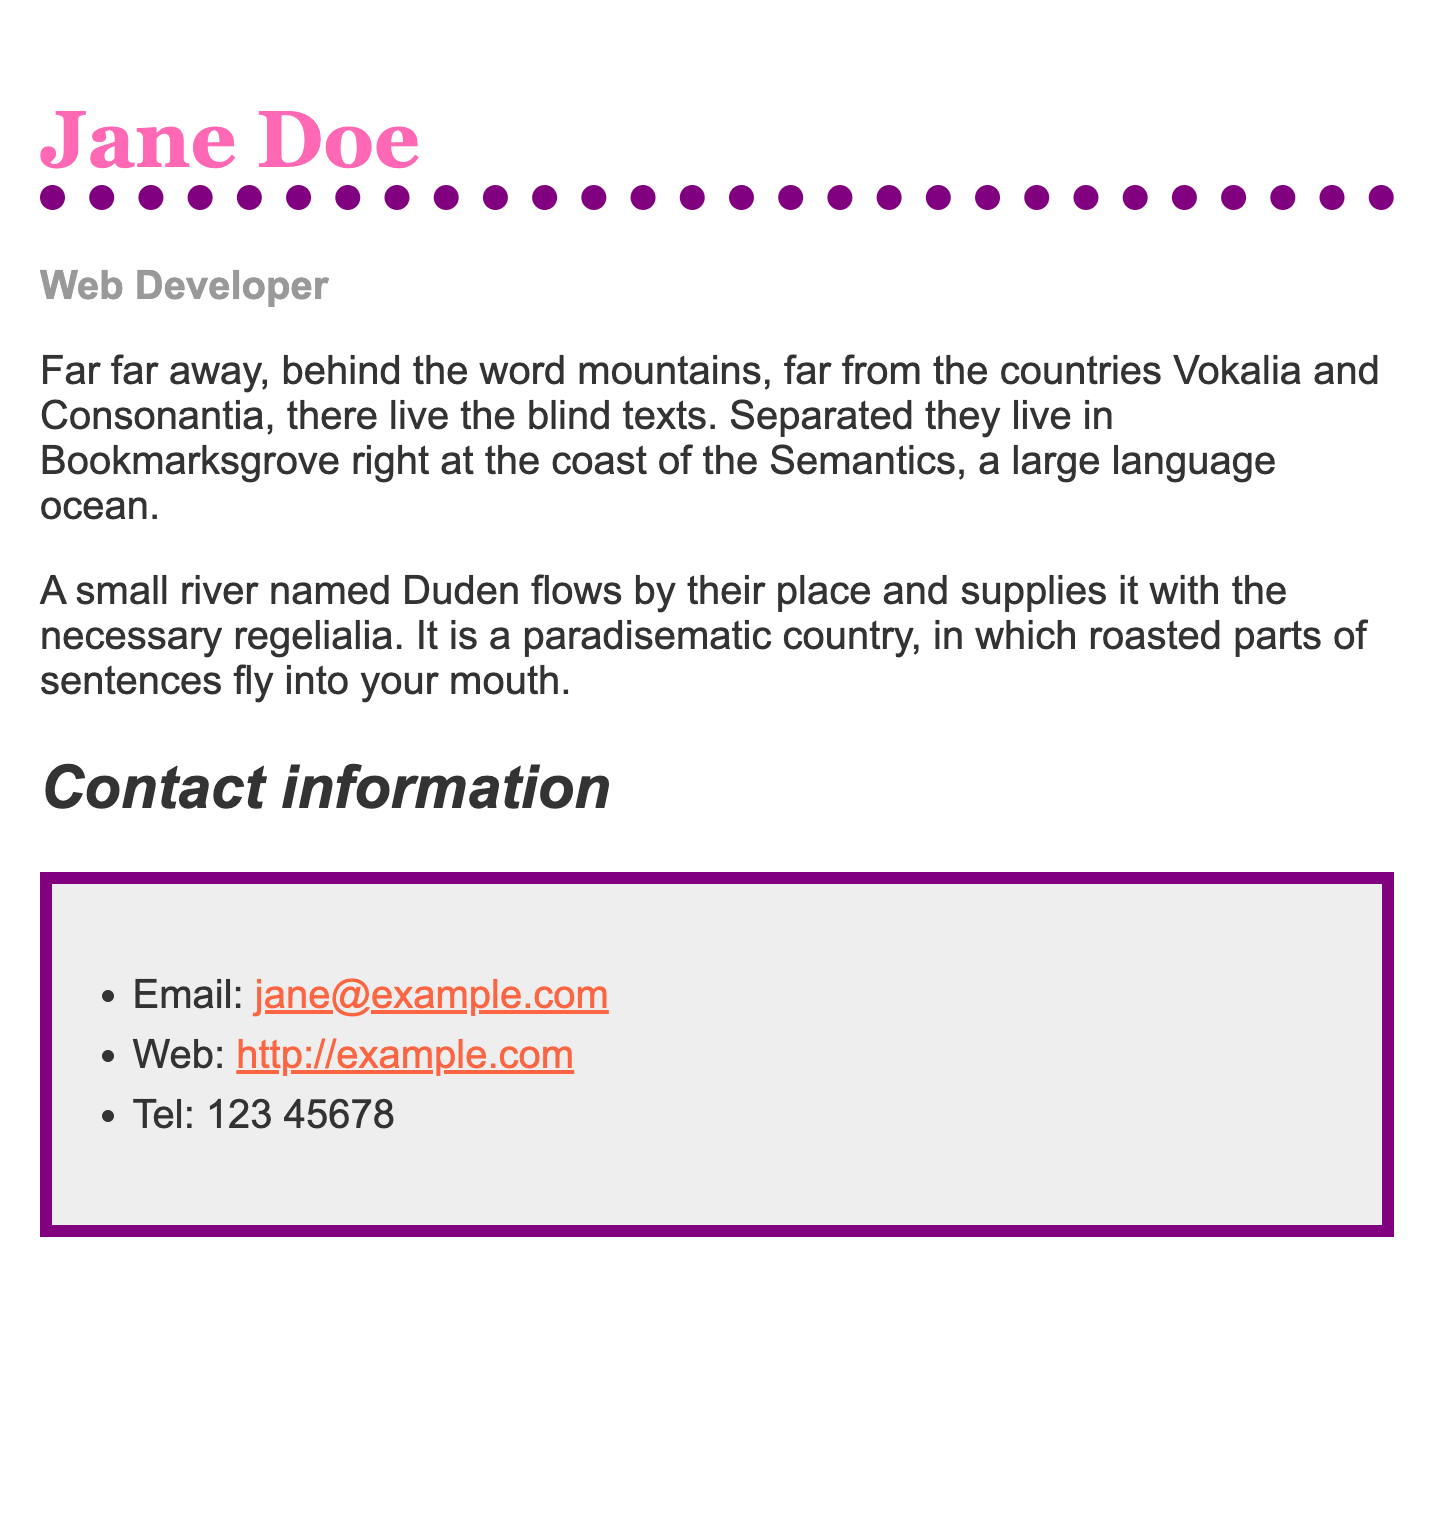 Jane Doe
Web Developer
Far far away, behind the word mountains, far from the countries Vokalia and
Consonantia, there live the blind texts. Separated they live in
Bookmarksgrove right at the coast of the Semantics, a large language
ocean.
A small river named Duden flows by their place and supplies it with the
necessary regelialia. It is a paradisematic country, in which roasted parts of
sentences fly into your mouth.
Contact information
• Email: jane@example.com
• Web: http://example.com
• Tel: 123 45678